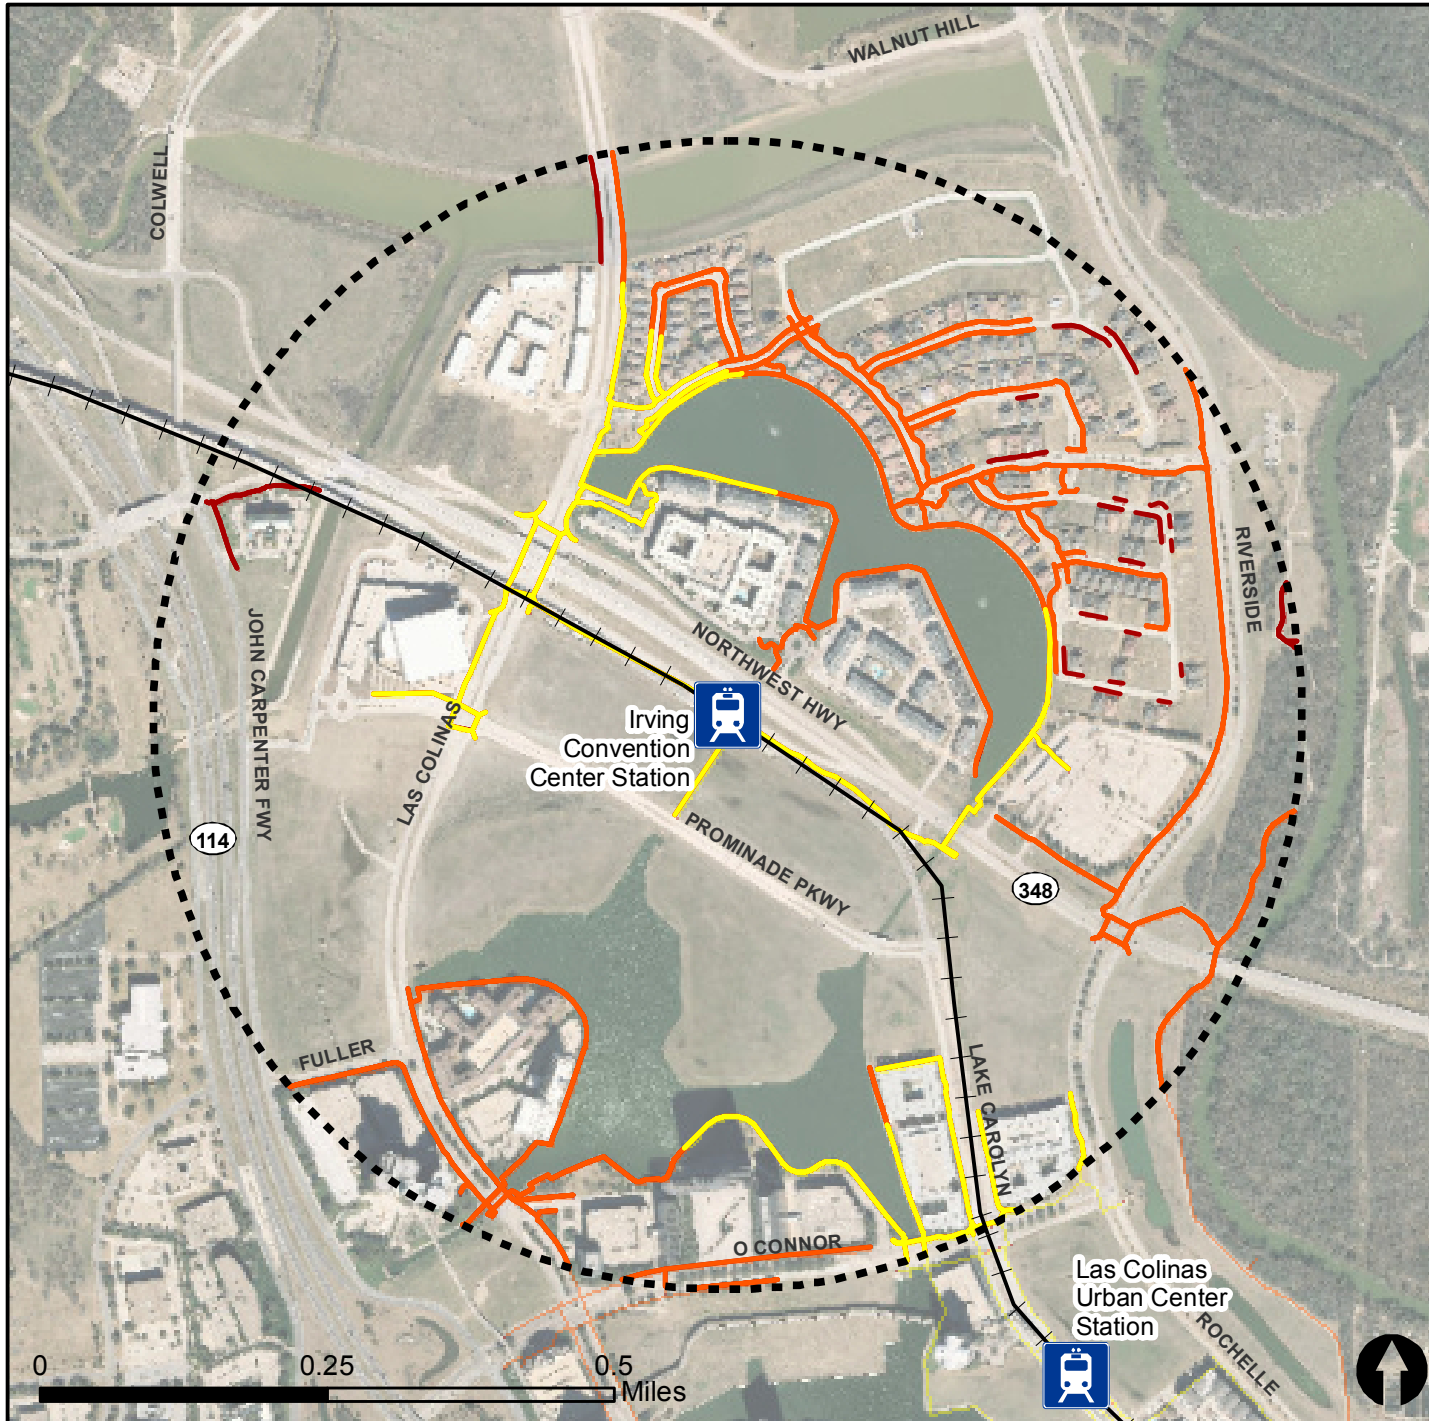 WALNUT HILL
COLWELL
RIVERSIDE
NORTHWEST HWY
JOHN CARPENTER FWY
LAS COLINAS
Irving
Convention
Center Station
114
PROMINADE PKWY
348
FULLER
LAKE CAROLYN
O CONNOR
Las Colinas
Urban Center
Station
ROCHELLE
0 0.25 0.5
Miles